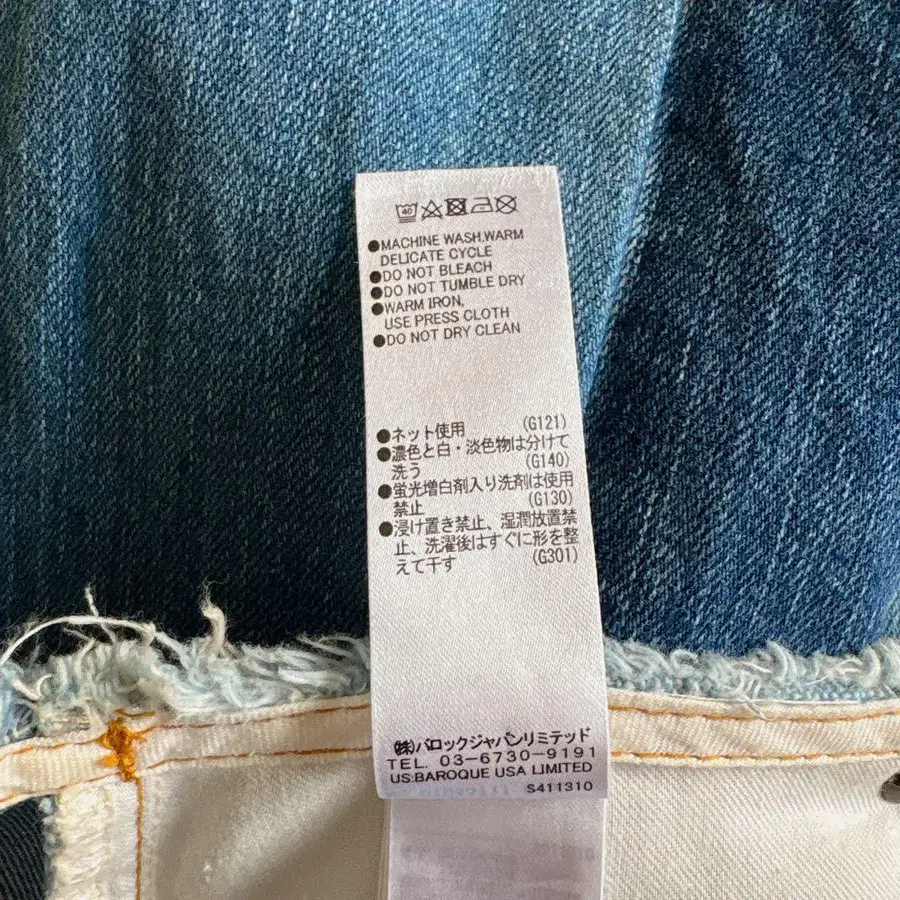 40
●MACHINE WASH,WARM
DELICATE CYCLE
●DO NOT BLEACH
●DO NOT TUMBLE DRY
●WARM IRON,
USE PRESS CLOTH
●DO NOT DRY CLEAN
●ネット使用 (G121)
●濃色と白・淡色物は分けて
洗う (G140)
●蛍光増白剤入り洗剤は使用
禁止 (G130)
●浸け置き禁止、湿潤放置禁
止、洗濯後はすぐに形を整
えて干す (G301)
㈱バロックジャパンリミテッド
TEL. 03-6730-9191
US:BAROQUE USA LIMITED
S411310